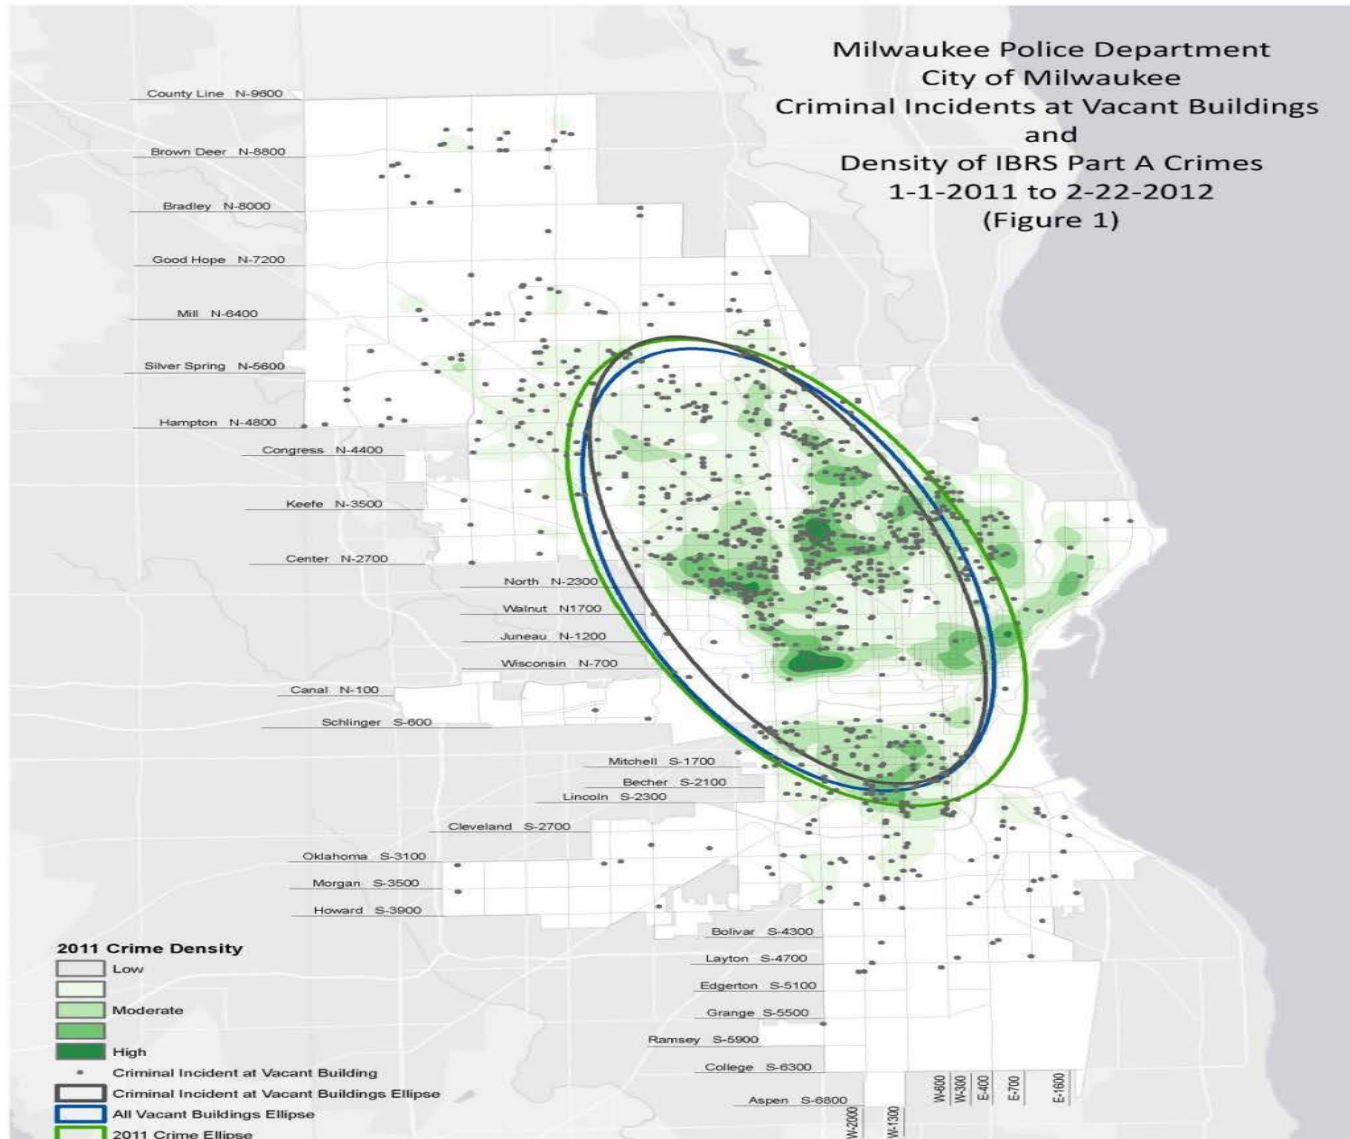 Milwaukee Police Department
City of Milwaukee
Criminal Incidents at Vacant Buildings
and
Density of IBRS Part A Crimes
1-1-2011 to 2-22-2012
(Figure 1)
County Line N-9600
Brown Deer N-8800
Bradley N-8000
Good Hope N-7200
Mill N-6400
Silver Spring N-5600
Hampton N-4800
Congress N-4400
Keefe N-3500
Center N-2700
North N-2300
Walnut N1700
Juneau N-1200
Wisconsin N-700
Canal N-100
Schlinger S-600
Mitchell S-1700
Becher S-2100
Lincoln S-2300
Cleveland S-2700
Oklahoma S-3100
Morgan S-3500
Howard S-3900
Bolivar S-4300
Layton S-4700
Edgerton S-5100
Grange S-5500
Ramsey S-5900
College S-6300
Aspen S-6800
W-2000
W-1300
W-600
W-300
E-400
E-700
E-1600
2011 Crime Density
Low
Moderate
High
Criminal Incident at Vacant Building
Criminal Incident at Vacant Buildings Ellipse
All Vacant Buildings Ellipse
2011 Crime Ellipse